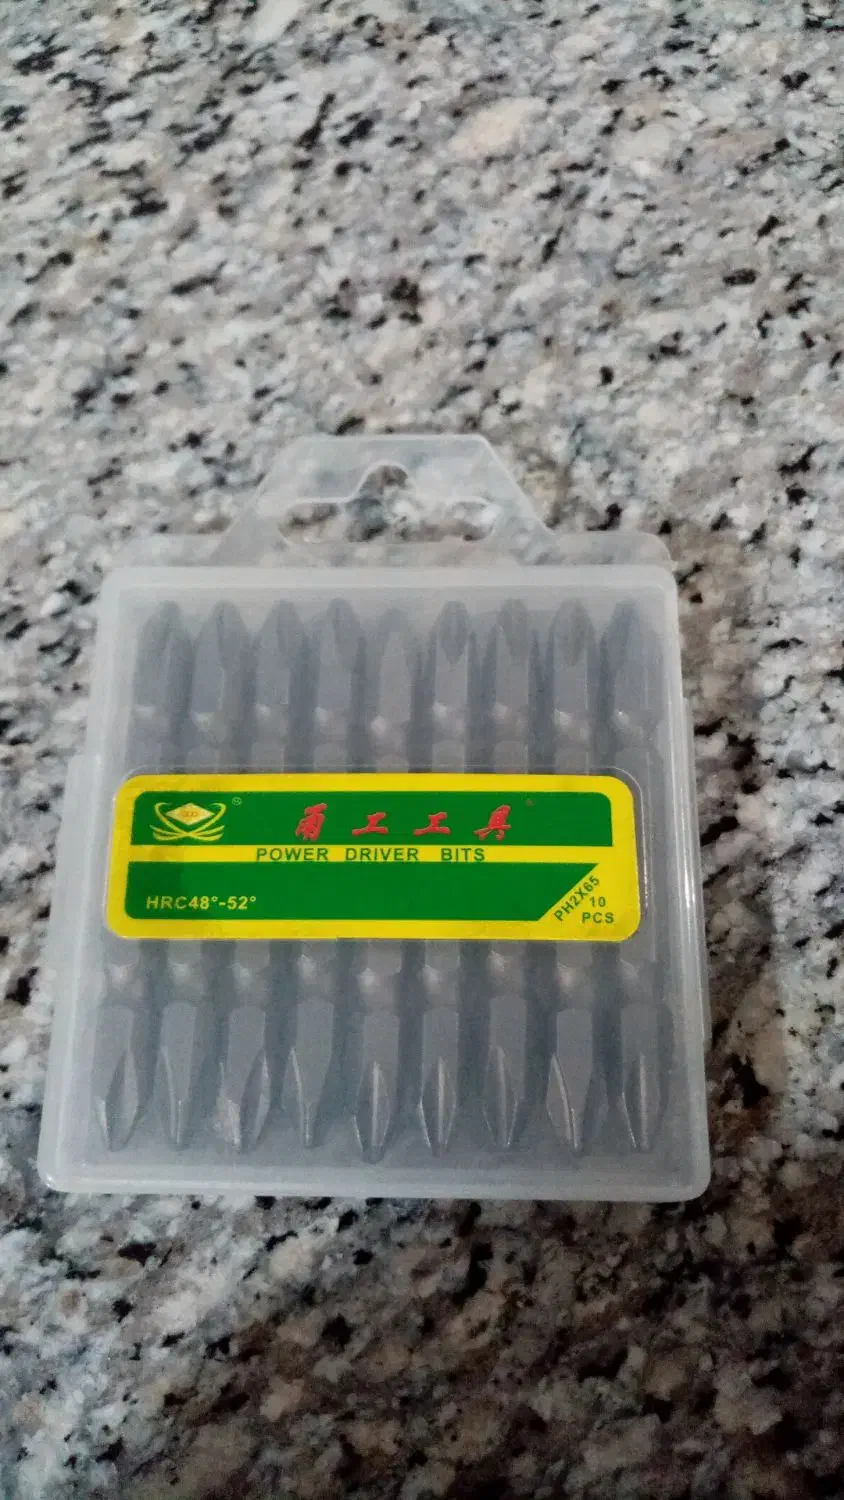 甬工工具
POWER DRIVER BITS
HRC48°-52°
PH2X65
10
PCS